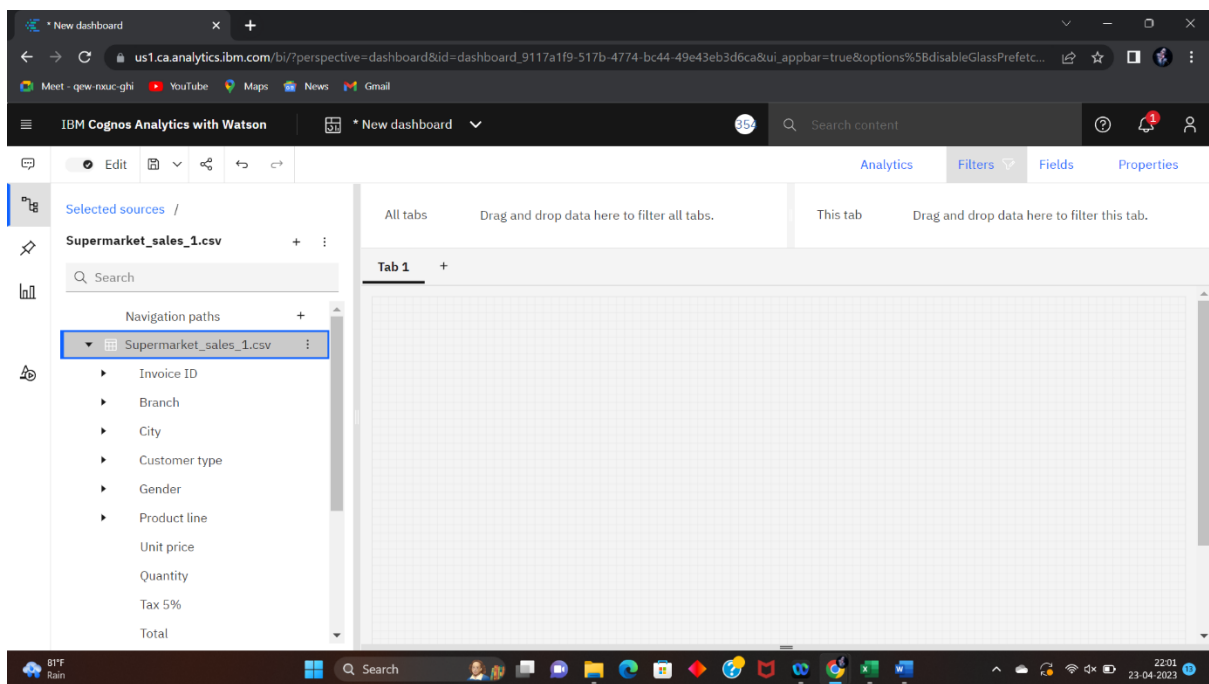 * New dashboard
us1.ca.analytics.ibm.com/bi/?perspective=dashboard&id=dashboard_9117a1f9-517b-4774-bc44-49e43eb3d6ca&ui_appbar=true&options%5BdisableGlassPrefetc...
Meet - qew-nxuc-ghi YouTube Maps News Gmail
IBM Cognos Analytics with Watson * New dashboard 354 Search content 1
Edit Analytics Filters Fields Properties
Selected sources / All tabs Drag and drop data here to filter all tabs. This tab Drag and drop data here to filter this tab.
Supermarket_sales_1.csv
Tab 1 +
Search
Navigation paths +
Supermarket_sales_1.csv
Invoice ID
Branch
City
Customer type
Gender
Product line
Unit price
Quantity
Tax 5%
Total
81°F
Rain
Search
22:01
23-04-2023